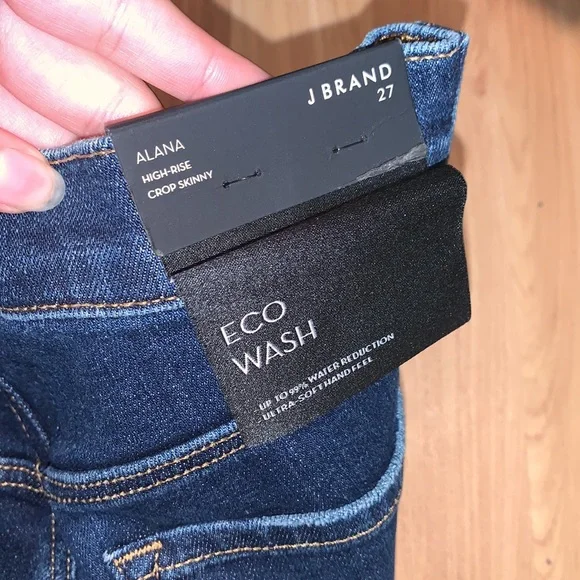 J BRAND
27
ALANA
HIGH-RISE
CROP SKINNY
ECO
WASH
UP TO 99% WATER REDUCTION
ULTRA-SOFT HAND FEEL